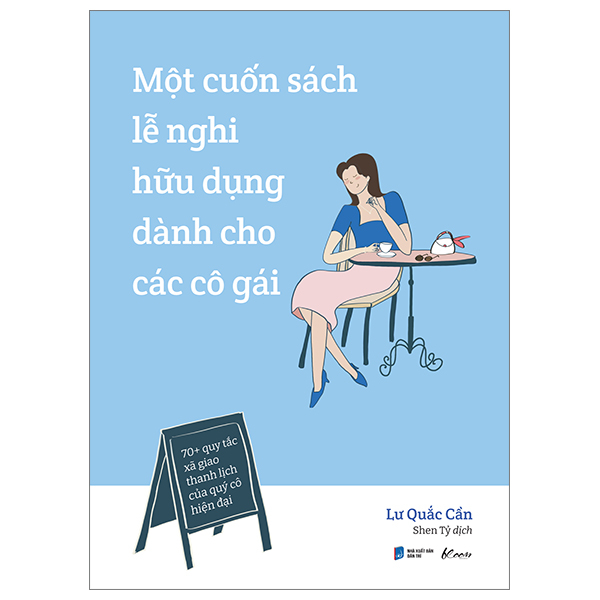 Một cuốn sách
lễ nghi
hữu dụng
dành cho
các cô gái
70+ quy tắc
xã giao
thanh lịch
của quý cô
hiện đại
Lư Quắc Cẩn
Shen Tỷ dịch
NHÀ XUẤT BẢN
DÂN TRÍ
bloom